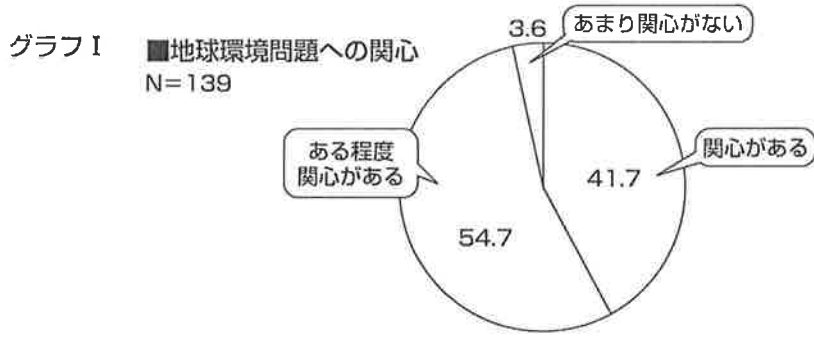 グラフⅠ
■地球環境問題への関心
N=139
3.6
あまり関心がない
ある程度
関心がある
関心がある
41.7
54.7